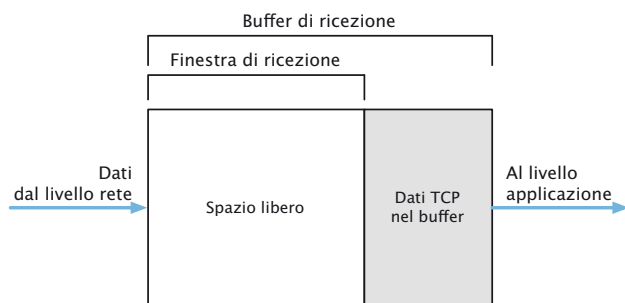 Buffer di ricezione
Finestra di ricezione
Dati
dal livello rete
Spazio libero
Dati TCP
nel buffer
Al livello
applicazione